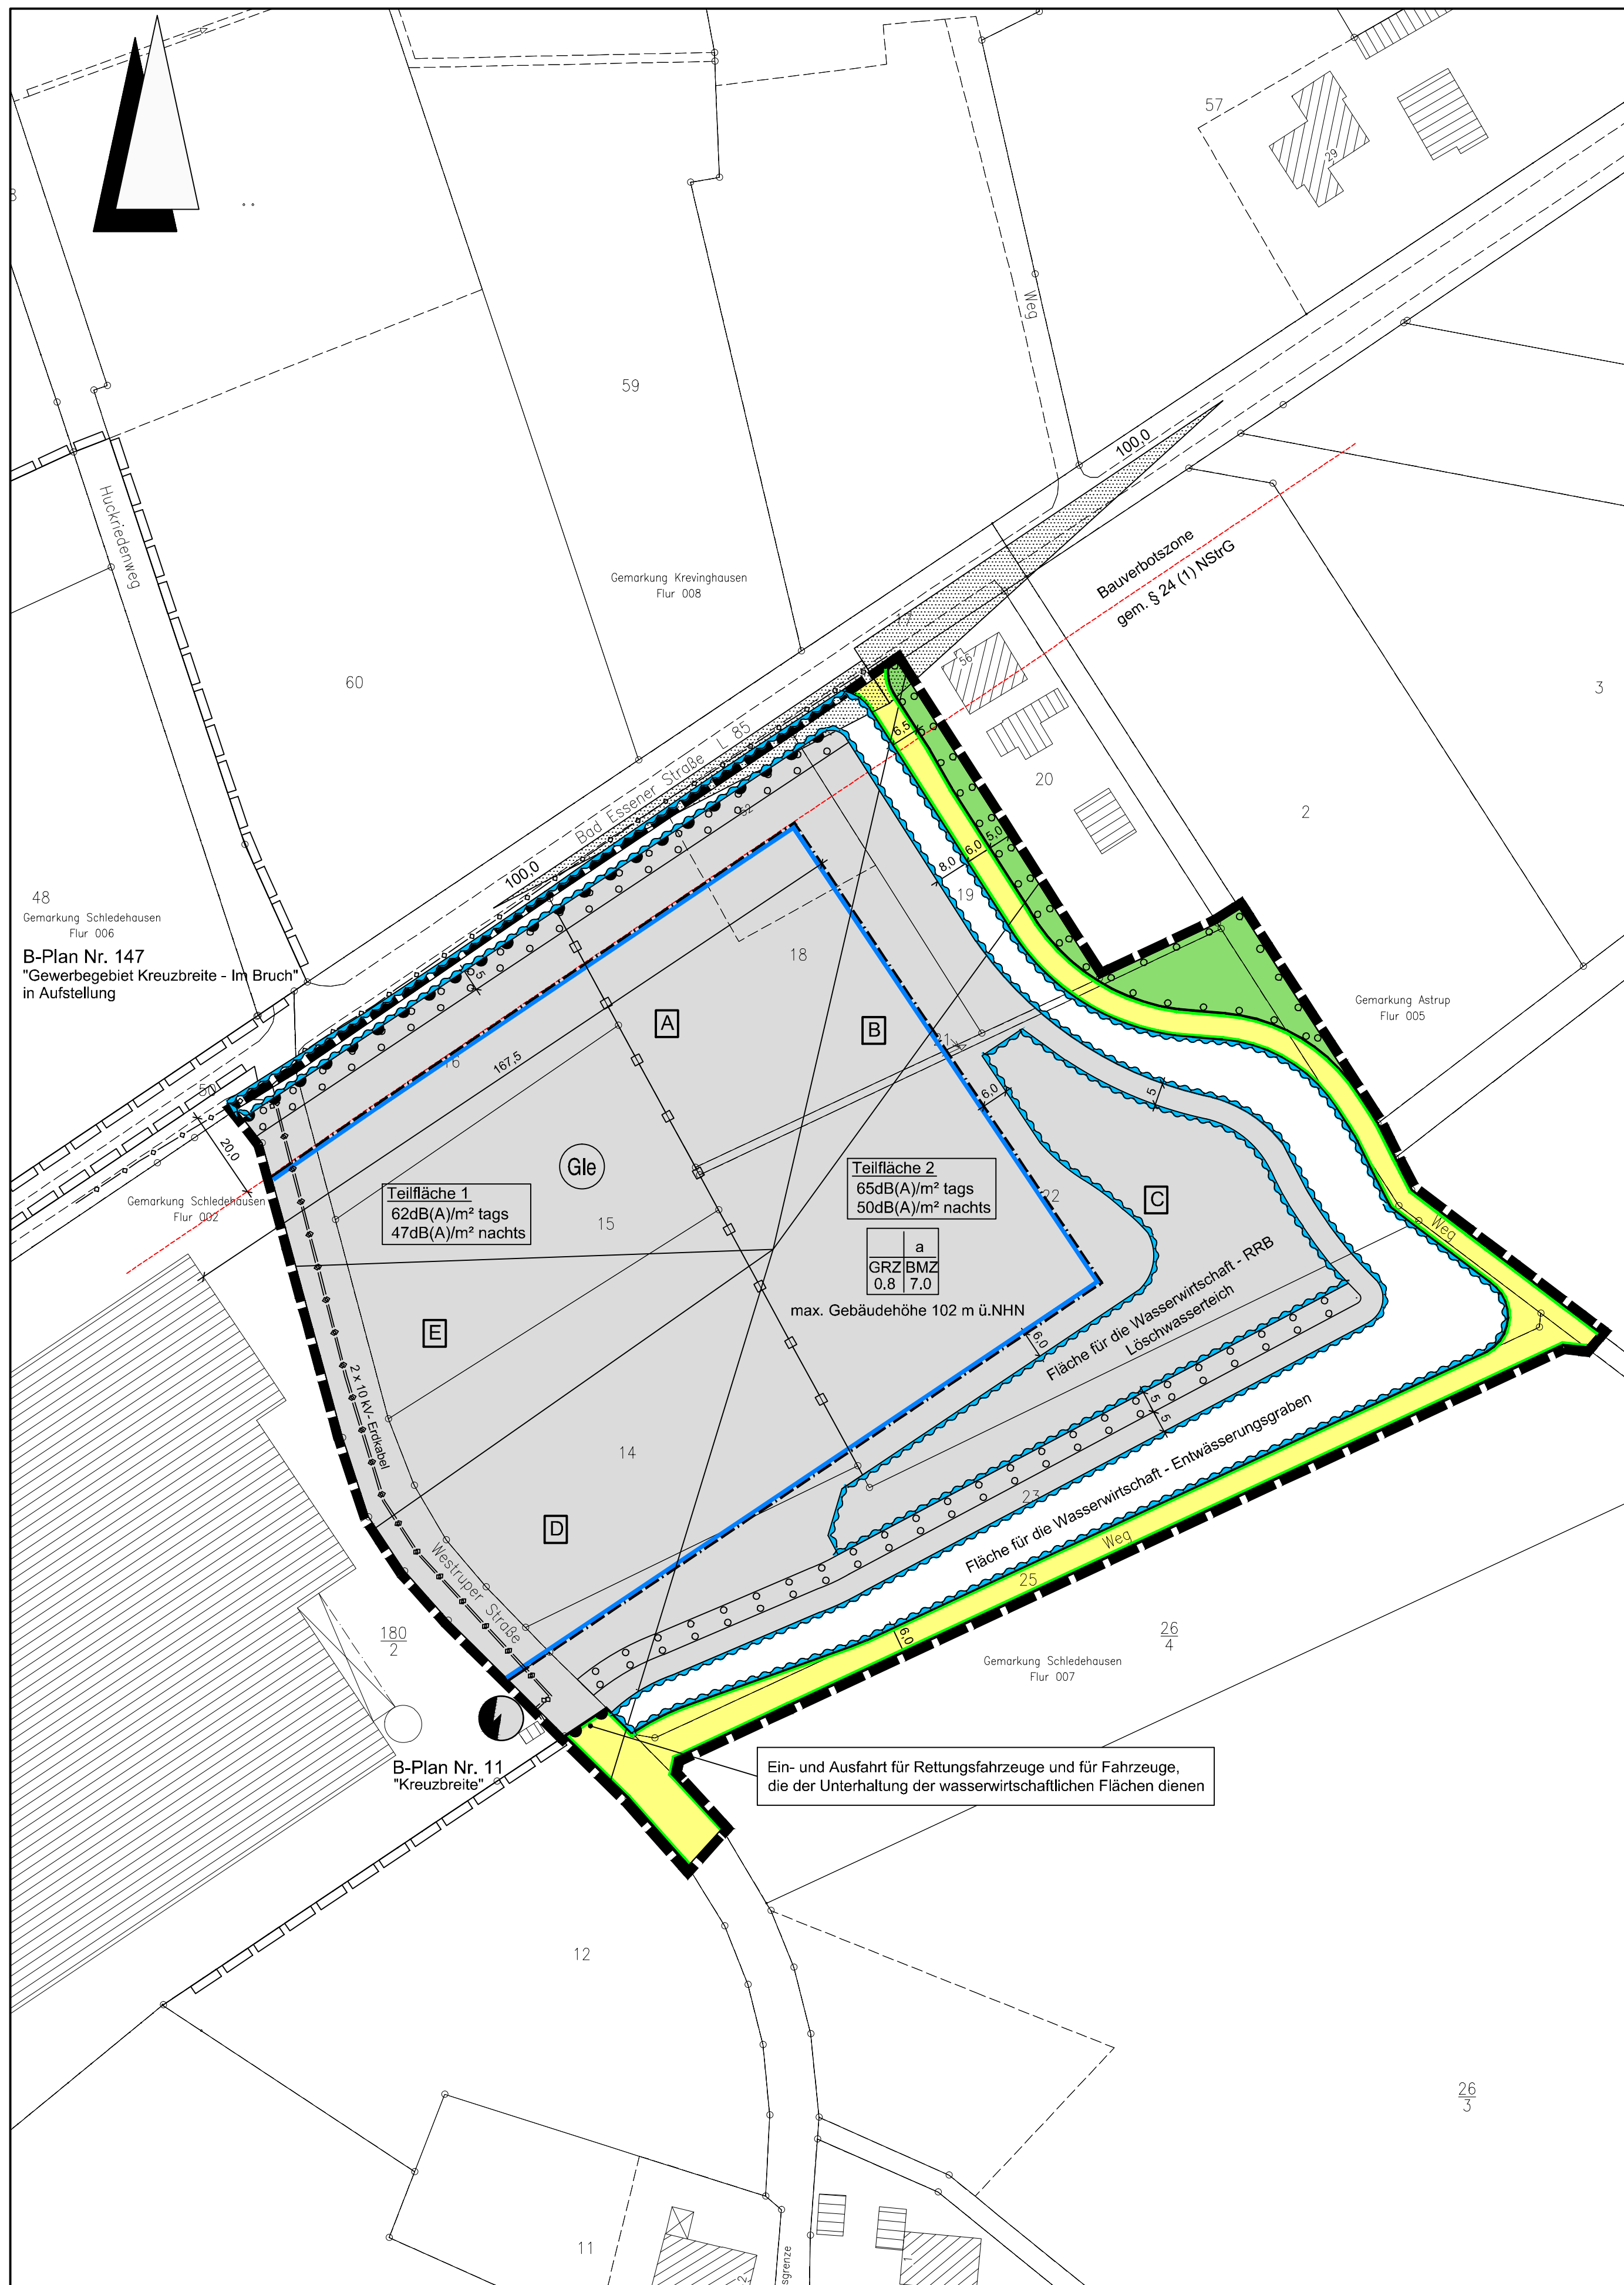 57
29
8
Weg
59
100,0
Huckriedenweg
Bauverbotszone
gem. § 24 (1) NStrG
Gemarkung Krevinghausen
Flur 008
17
56
60
3
Bad Essener Straße L 85
6,5
20
2
62
100,0
8,0
6,0
5,0
19
48
Gemarkung Schledehausen
Flur 006
B-Plan Nr. 147
"Gewerbegebiet Kreuzbreite - Im Bruch"
in Aufstellung
5
18
Gemarkung Astrup
Flur 005
A
B
21
16
167,5
50
6,0
5
20,0
GIe
Teilfläche 1
62dB(A)/m² tags
47dB(A)/m² nachts
Teilfläche 2
65dB(A)/m² tags
50dB(A)/m² nachts
22
C
Gemarkung Schledehausen
Flur 002
15
Weg
a
GRZ BMZ
0.8 7.0
max. Gebäudehöhe 102 m ü.NHN
Fläche für die Wasserwirtschaft - RRB
Löschwasserteich
E
6,0
2 x 10 kV- Erdkabel
5
5
14
Fläche für die Wasserwirtschaft - Entwässerungsgraben
23
D
Weg
Westruper Straße
25
180
2
6,0
26
4
Gemarkung Schledehausen
Flur 007
B-Plan Nr. 11
"Kreuzbreite"
Ein- und Ausfahrt für Rettungsfahrzeuge und für Fahrzeuge,
die der Unterhaltung der wasserwirtschaftlichen Flächen dienen
12
26
3
11
sgrenze
2
1